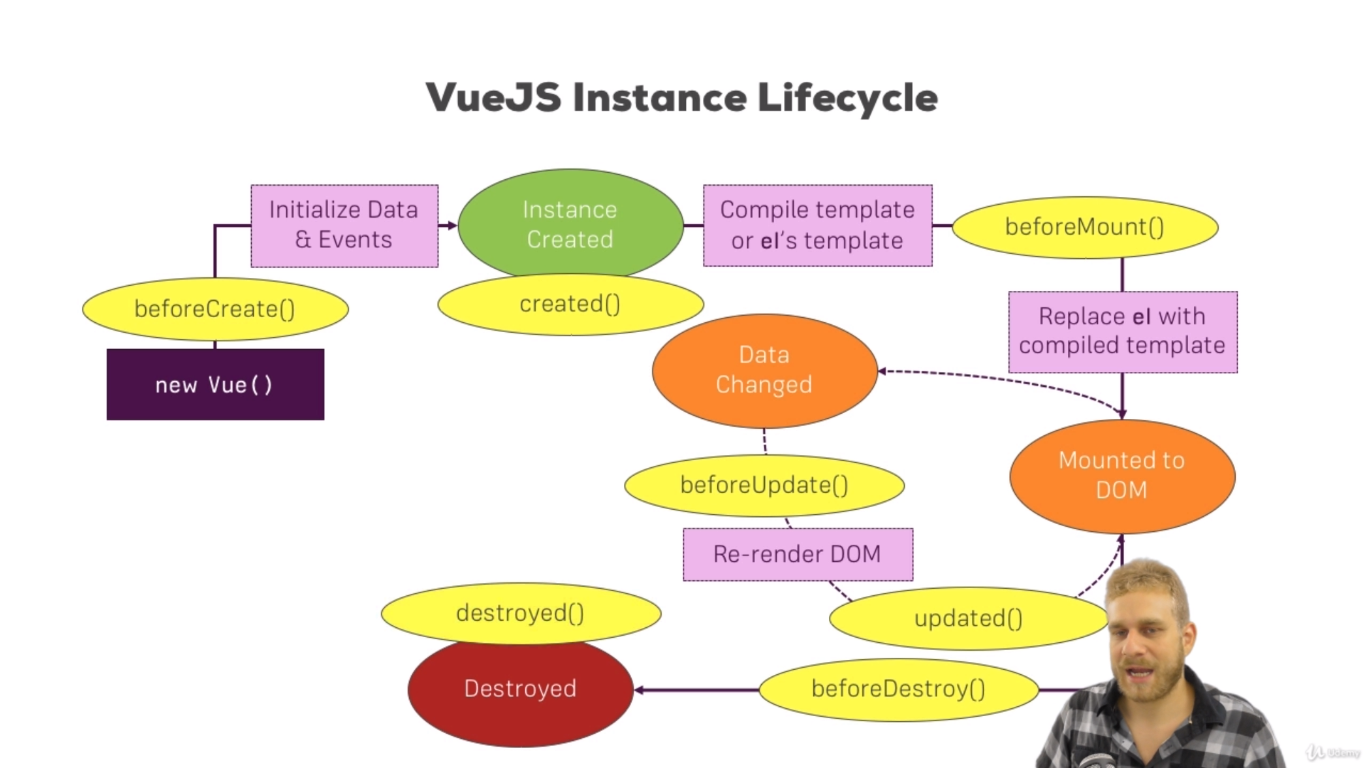 VueJS Instance Lifecycle
Initialize Data
& Events
Instance
Created
Compile template
or el's template
beforeMount()
beforeCreate()
created()
new Vue()
Replace el with
compiled template
Data
Changed
Mounted to
DOM
beforeUpdate()
Re-render DOM
destroyed()
updated()
Destroyed
beforeDestroy()
Udemy